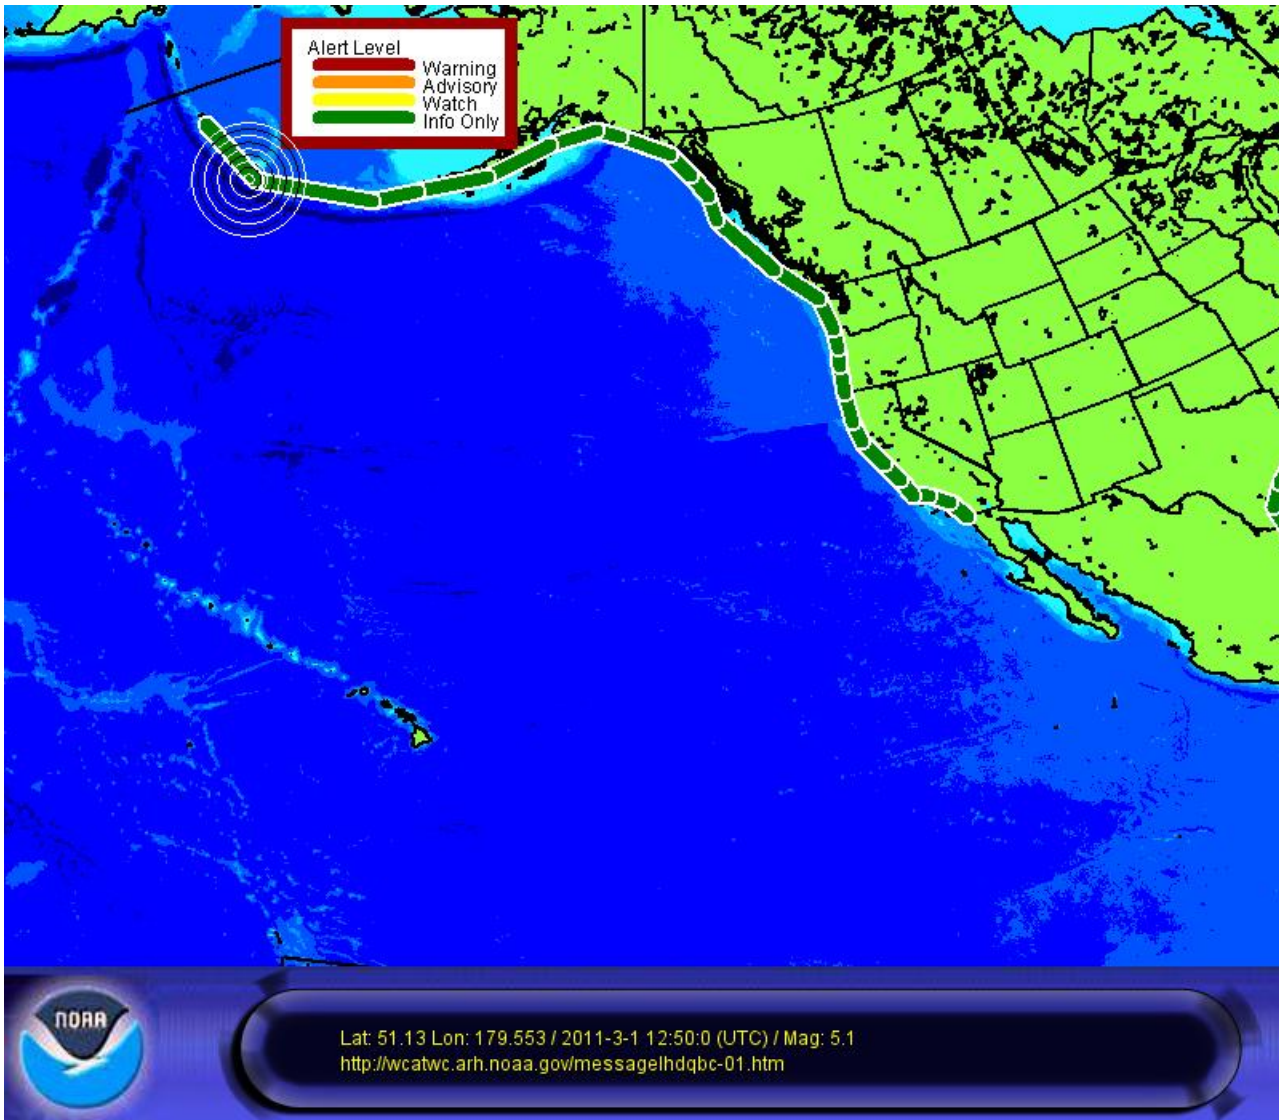 Alert Level
Warning
Advisory
Watch
Info Only
NOAA
Lat: 51.13 Lon: 179.553 / 2011-3-1 12:50:0 (UTC) / Mag: 5.1
http://wcatwc.arh.noaa.gov/messagelhdqbc-01.htm